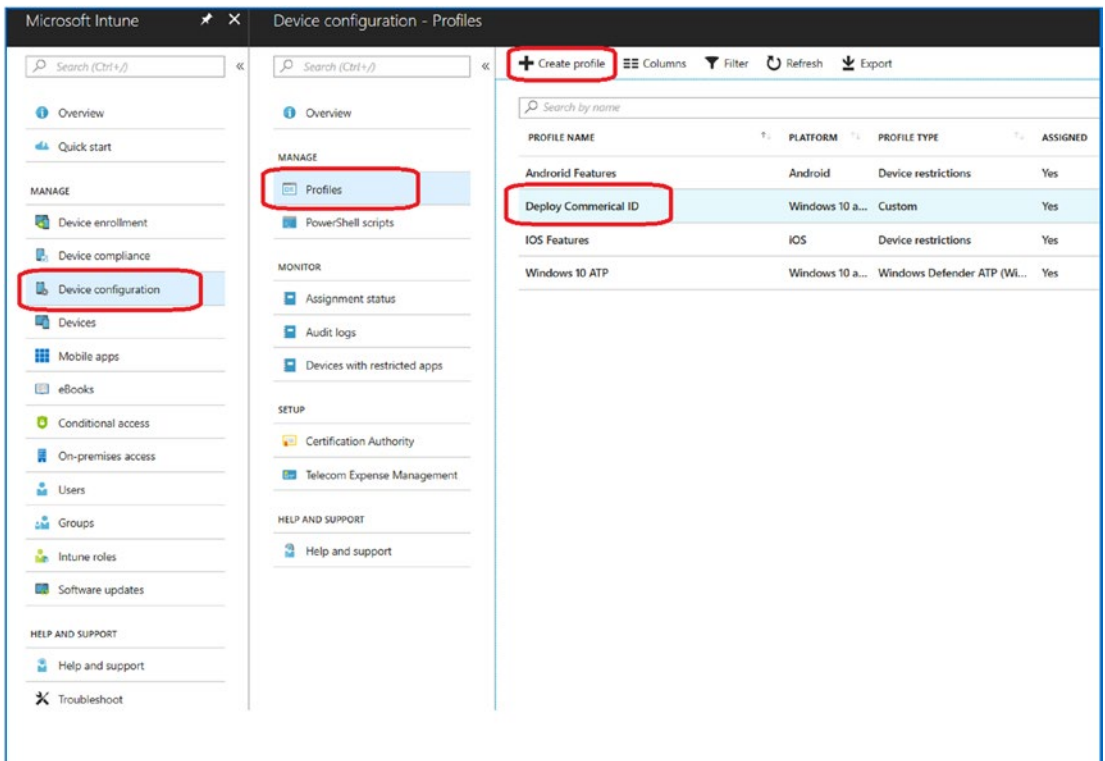 Microsoft Intune
Device configuration - Profiles
Search (Ctrl+/)
Overview
Quick start
MANAGE
Device enrollment
Device compliance
Device configuration
Devices
Mobile apps
eBooks
Conditional access
On-premises access
Users
Groups
Intune roles
Software updates
HELP AND SUPPORT
Help and support
Troubleshoot
Search (Ctrl+/)
Overview
MANAGE
Profiles
PowerShell scripts
MONITOR
Assignment status
Audit logs
Devices with restricted apps
SETUP
Certification Authority
Telecom Expense Management
HELP AND SUPPORT
Help and support
Create profile Columns Filter Refresh Export
Search by name
PROFILE NAME PLATFORM PROFILE TYPE ASSIGNED
Androrid Features Android Device restrictions Yes
Deploy Commerical ID Windows 10 a... Custom Yes
IOS Features iOS Device restrictions Yes
Windows 10 ATP Windows 10 a... Windows Defender ATP (Wi... Yes